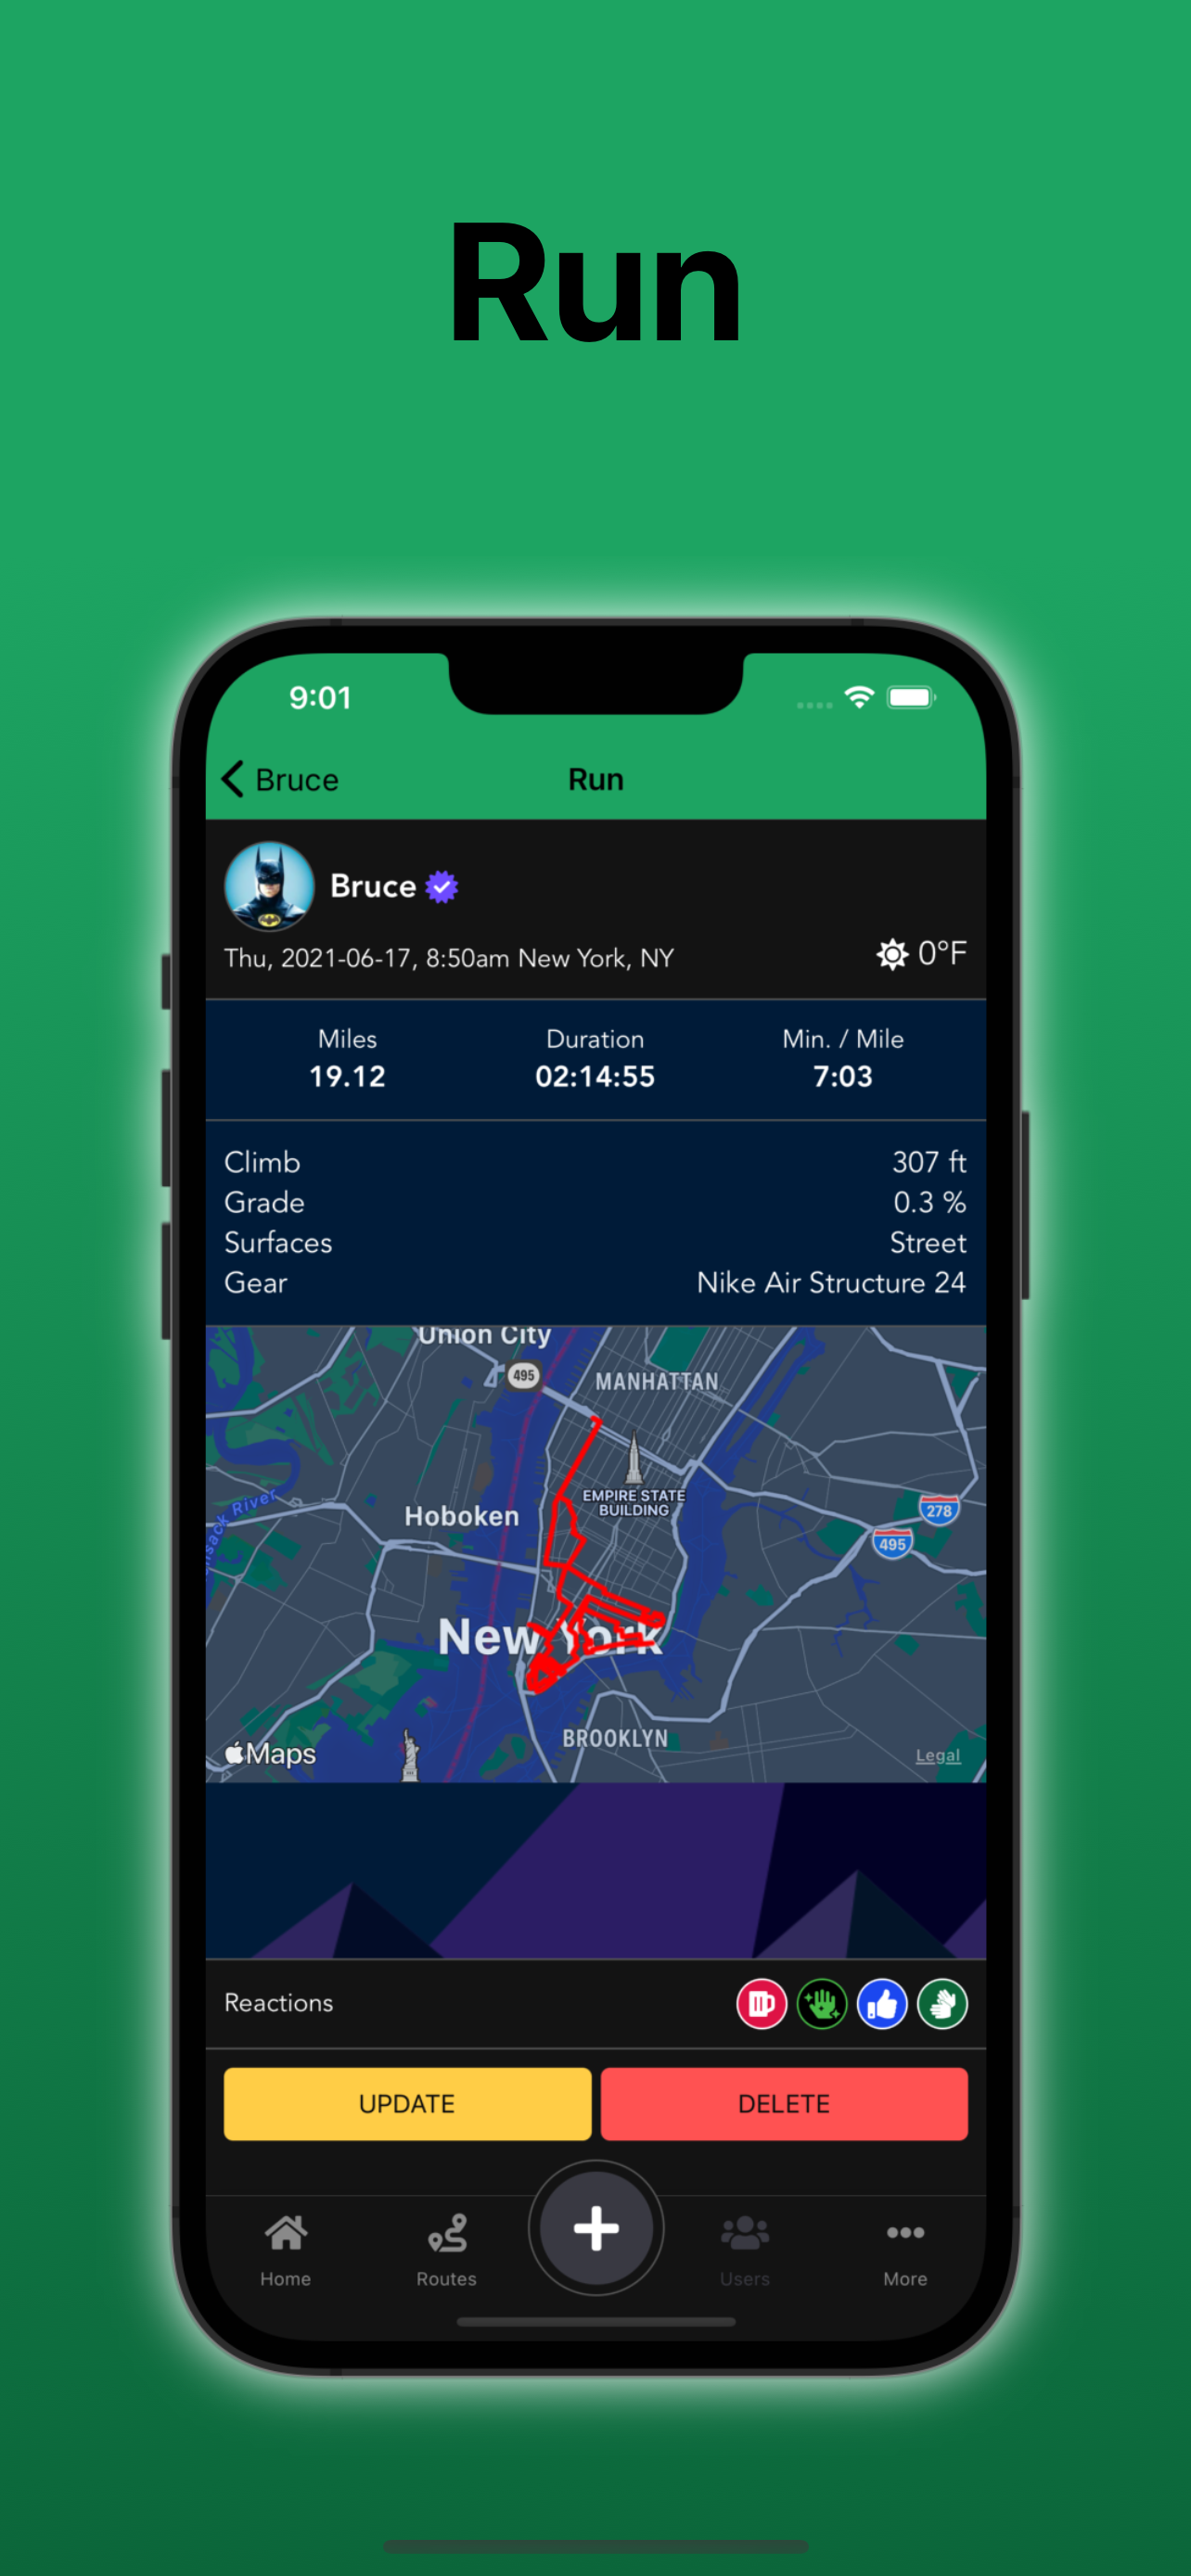 Run
9:01
Bruce
Run
Bruce
Thu, 2021-06-17, 8:50am New York, NY
0°F
Miles Duration Min. / Mile
19.12 02:14:55 7:03
Climb 307 ft
Grade 0.3 %
Surfaces Street
Gear Nike Air Structure 24
Union City
495
MANHATTAN
EMPIRE STATE
BUILDING
Hoboken
278
River
495
New York
BROOKLYN
Maps
Legal
Reactions
UPDATE DELETE
Home Routes Users More